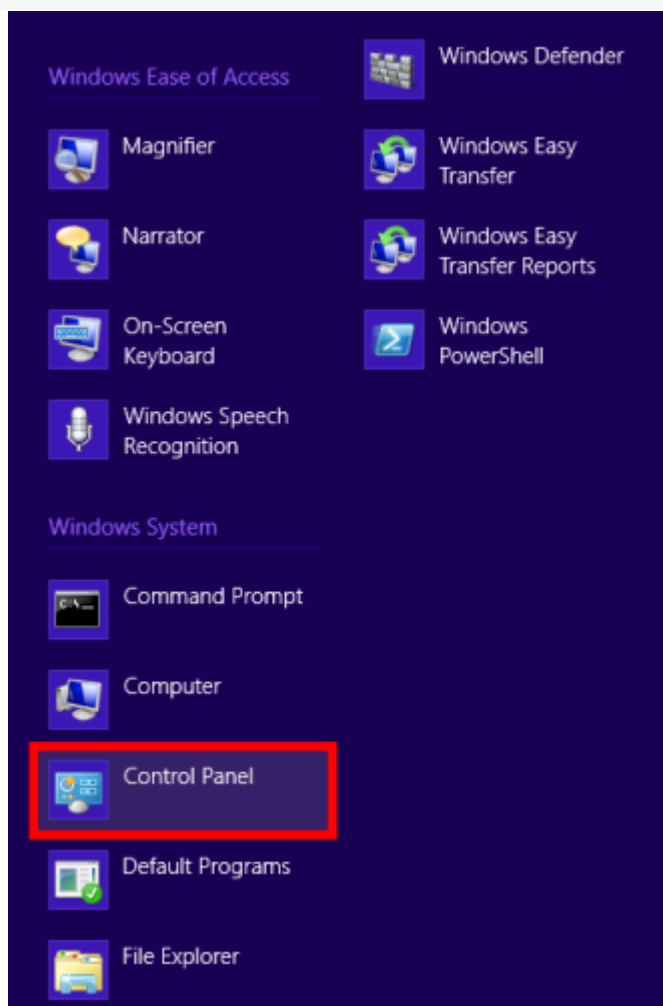 Windows Ease of Access
Magnifier
Narrator
On-Screen
Keyboard
Windows Speech
Recognition
Windows System
Command Prompt
Computer
Control Panel
Default Programs
File Explorer
Windows Defender
Windows Easy
Transfer
Windows Easy
Transfer Reports
Windows
PowerShell